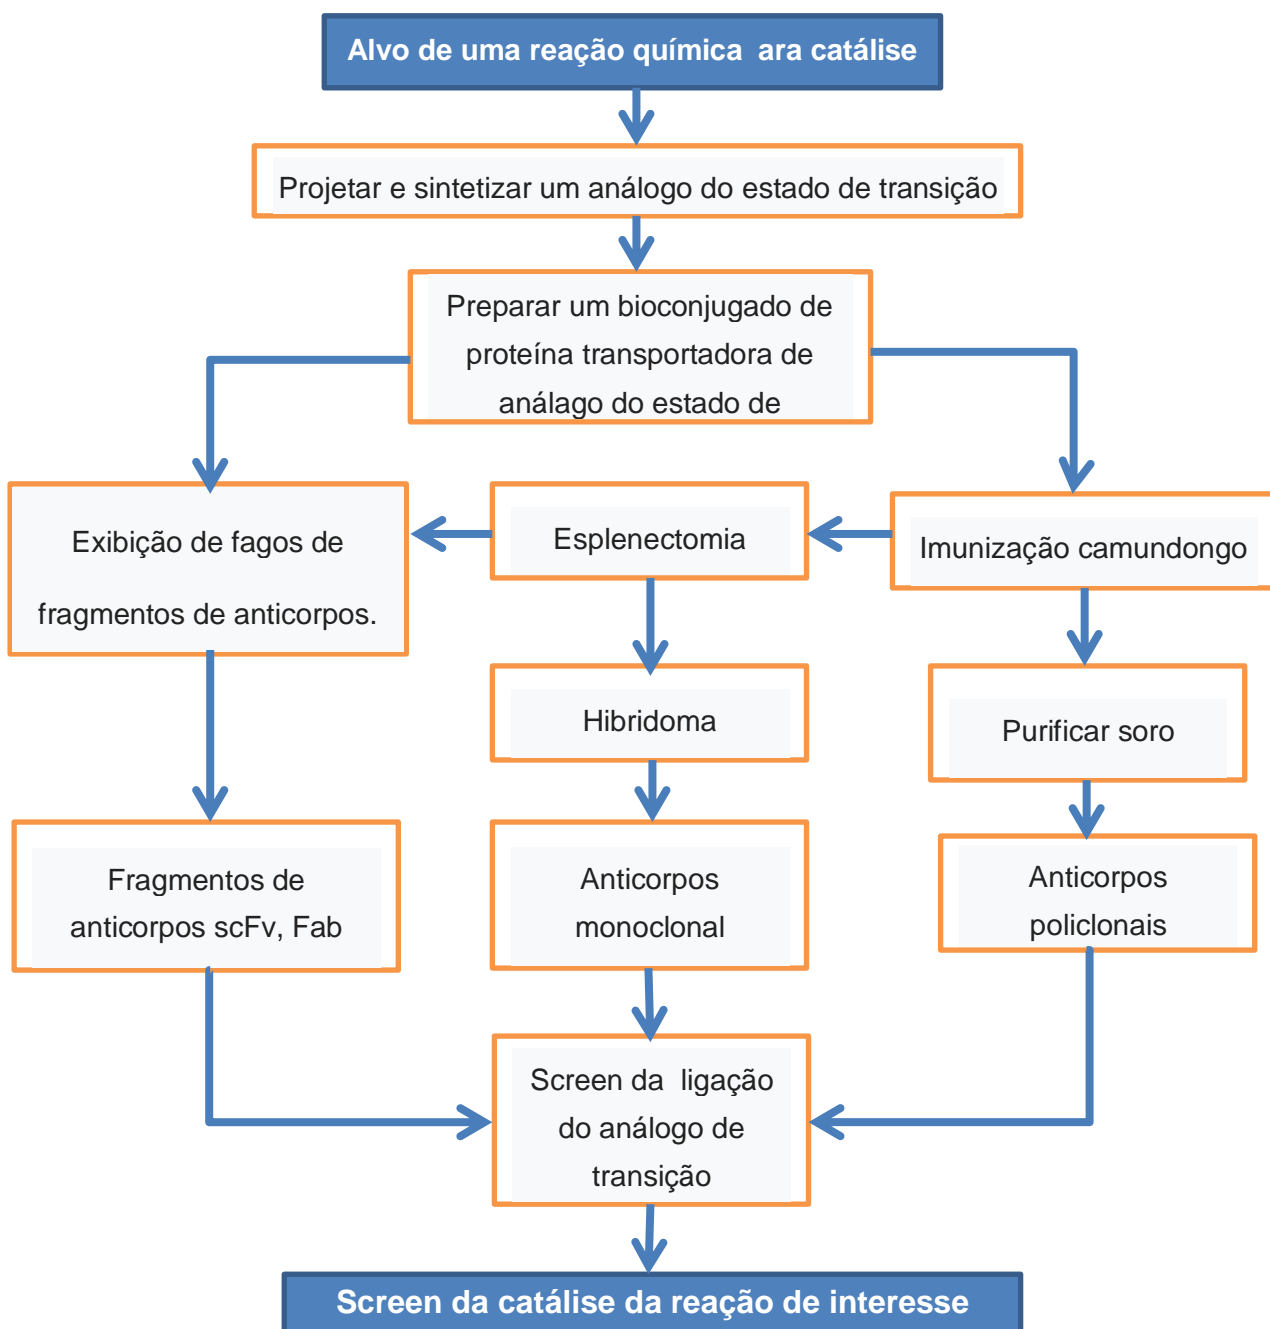 Alvo de uma reação química  ara catálise
Projetar e sintetizar um análogo do estado de transição
Preparar um bioconjugado de
proteína transportadora de
análago do estado de
Exibição de fagos de
fragmentos de anticorpos.
Esplenectomia
Imunização camundongo
Hibridoma
Purificar soro
Fragmentos de
anticorpos scFv, Fab
Anticorpos
monoclonal
Anticorpos
policlonais
Screen da  ligação
do análogo de
transição
Screen da catálise da reação de interesse